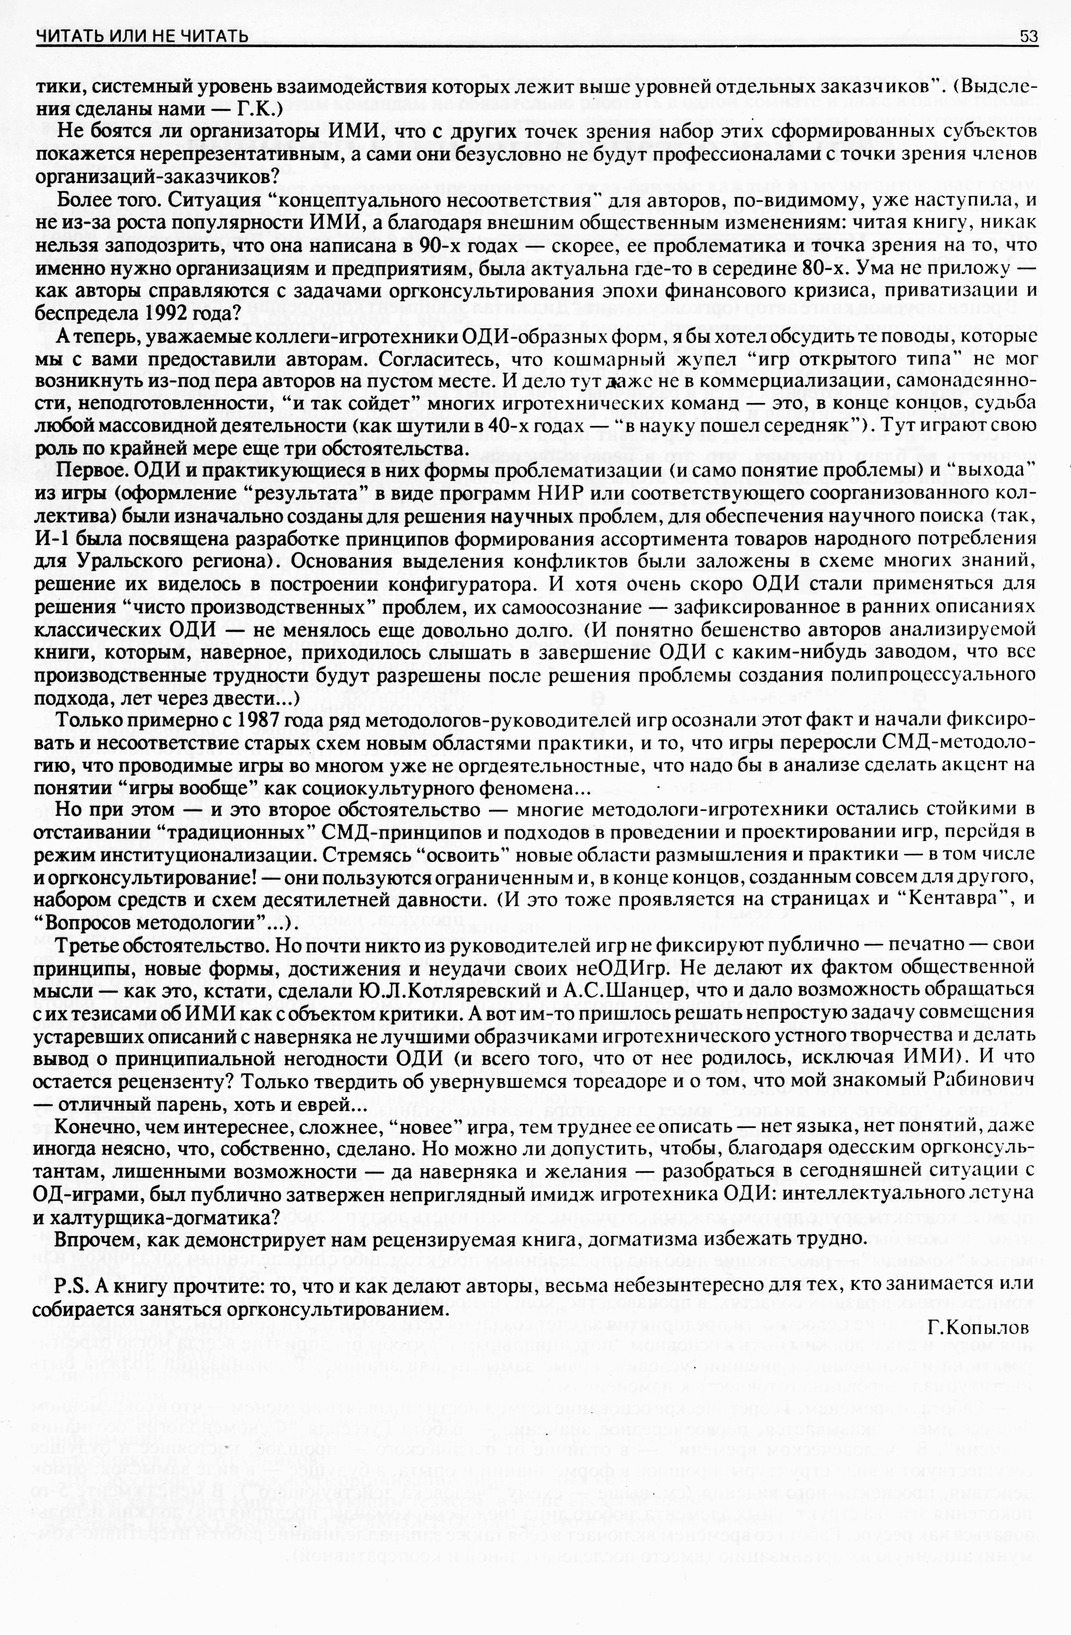 ЧИТАТЬ ИЛИ НЕ ЧИТАТЬ 53
тики, системный уровень взаимодействия которых лежит выше уровней отдельных заказчиков”. (Выделе-
ния сделаны нами — Г.К.)
Не боятся ли организаторы ИМИ, что с других точек зрения набор этих сформированных субъектов
покажется нерепрезентативным, а сами они безусловно не будут профессионалами с точки зрения членов
организаций-заказчиков?
Более того. Ситуация “концептуального несоответствия” для авторов, по-видимому, уже наступила, и
не из-за роста популярности ИМИ, а благодаря внешним общественным изменениям: читая книгу, никак
нельзя заподозрить, что она написана в 90-х годах — скорее, ее проблематика и точка зрения на то, что
именно нужно организациям и предприятиям, была актуальна где-то в середине 80-х. Ума не приложу —
как авторы справляются с задачами оргконсультирования эпохи финансового кризиса, приватизации и
беспредела 1992 года?
А теперь, уважаемые коллеги-игротехники ОДИ-образных форм, я бы хотел обсудить те поводы, которые
мы с вами предоставили авторам. Согласитесь, что кошмарный жупел “игр открытого типа” не мог
возникнуть из-под пера авторов на пустом месте. И дело тут даже не в коммерциализации, самонадеянно-
сти, неподготовленности, “и так сойдет” многих игротехнических команд — это, в конце концов, судьба
любой массовидной деятельности (как шутили в 40-х годах — “в науку пошел середняк”). Тут играют свою
роль по крайней мере еще три обстоятельства.
Первое. ОДИ и практикующиеся в них формы проблематизации (и само понятие проблемы) и “выхода”
из игры (оформление “результата” в виде программ НИР или соответствующего соорганизованного кол-
лектива) были изначально созданы для решения научных проблем, для обеспечения научного поиска (так,
И-1 была посвящена разработке принципов формирования ассортимента товаров народного потребления
для Уральского региона). Основания выделения конфликтов были заложены в схеме многих знаний,
решение их виделось в построении конфигуратора. И хотя очень скоро ОДИ стали применяться для
решения “чисто производственных” проблем, их самоосознание — зафиксированное в ранних описаниях
классических ОДИ — не менялось еще довольно долго. (И понятно бешенство авторов анализируемой
книги, которым, наверное, приходилось слышать в завершение ОДИ с каким-нибудь заводом, что все
производственные трудности будут разрешены после решения проблемы создания полипроцессуального
подхода, лет через двести...)
Только примерно с 1987 года ряд методологов-руководителей игр осознали этот факт и начали фиксиро-
вать и несоответствие старых схем новым областями практики, и то, что игры переросли СМД-методоло-
гию, что проводимые игры во многом уже не оргдеятельностные, что надо бы в анализе сделать акцент на
понятии “игры вообще” как социокультурного феномена...
Но при этом — и это второе обстоятельство — многие методологи-игротехники остались стойкими в
отстаивании “традиционных” СМД-принципов и подходов в проведении и проектировании игр, перейдя в
режим институционализации. Стремясь “освоить” новые области размышления и практики — в том числе
и оргконсультирование! — они пользуются ограниченным и, в конце концов, созданным совсем для другого,
набором средств и схем десятилетней давности. (И это тоже проявляется на страницах и “Кентавра”, и
“Вопросов методологии”...).
Третье обстоятельство. Но почти никто из руководителей игр не фиксируют публично — печатно — свои
принципы, новые формы, достижения и неудачи своих неОДИгр. Не делают их фактом общественной
мысли — как это, кстати, сделали Ю.Л.Котляревский и А.С.Шанцер, что и дало возможность обращаться
с их тезисами об ИМИ как с объектом критики. А вот им-то пришлось решать непростую задачу совмещения
устаревших описаний с наверняка не лучшими образчиками игротехнического устного творчества и делать
вывод о принципиальной негодности ОДИ (и всего того, что от нее родилось, исключая ИМИ). И что
остается рецензенту? Только твердить об увернувшемся тореадоре и о том, что мой знакомый Рабинович
— отличный парень, хоть и еврей...
Конечно, чем интереснее, сложнее, “новее” игра, тем труднее ее описать — нет языка, нет понятий, даже
иногда неясно, что, собственно, сделано. Но можно ли допустить, чтобы, благодаря одесским оргконсуль-
тантам, лишенными возможности — да наверняка и желания — разобраться в сегодняшней ситуации с
ОД-играми, был публично затвержен неприглядный имидж игротехника ОДИ: интеллектуального летуна
и халтурщика-догматика?
Впрочем, как демонстрирует нам рецензируемая книга, догматизма избежать трудно.
P.S. А книгу прочтите: то, что и как делают авторы, весьма небезынтересно для тех, кто занимается или
собирается заняться оргконсультированием.
Г.Копылов